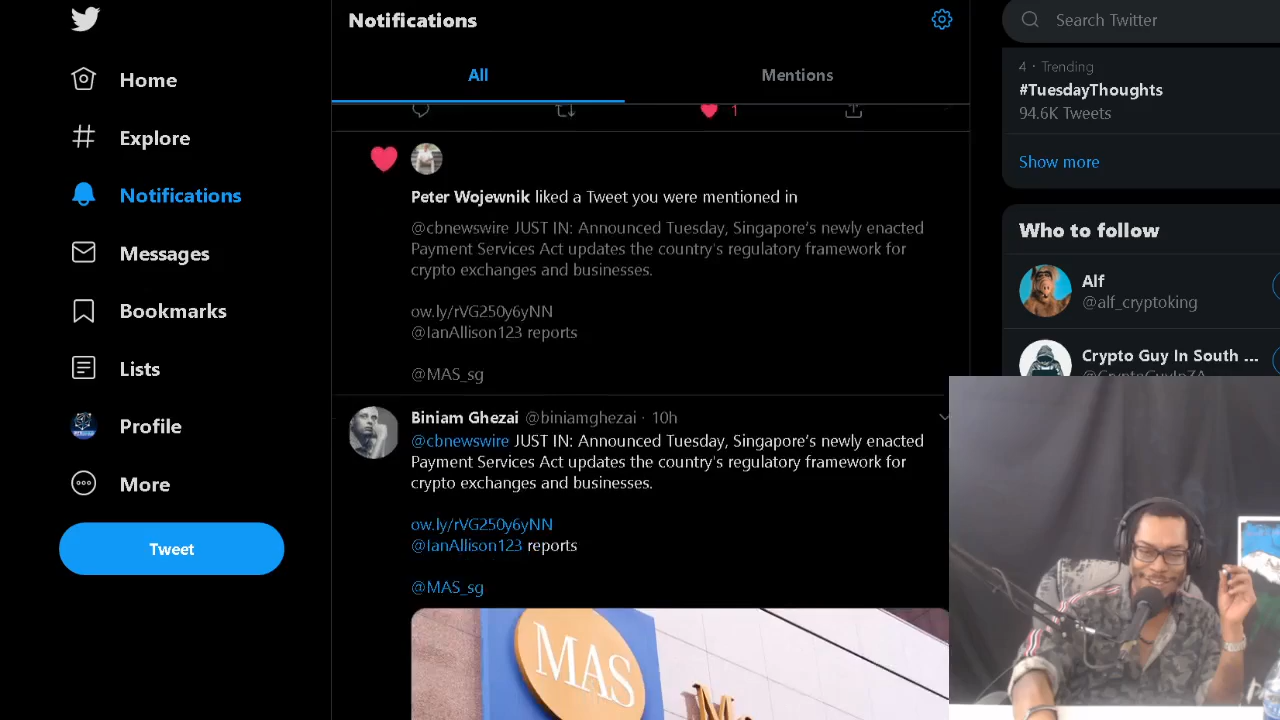 Home
Explore
Notifications
Messages
Bookmarks
Lists
Profile
More
Tweet
Notifications
All
Mentions
1
Peter Wojewnik liked a Tweet you were mentioned in
@cbnewswire JUST IN: Announced Tuesday, Singapore's newly enacted
Payment Services Act updates the country's regulatory framework for
crypto exchanges and businesses.
ow.ly/rVG250y6yNN
@IanAllison123 reports
@MAS_sg
Biniam Ghezai @biniamghezai · 10h
@cbnewswire JUST IN: Announced Tuesday, Singapore's newly enacted
Payment Services Act updates the country's regulatory framework for
crypto exchanges and businesses.
ow.ly/rVG250y6yNN
@IanAllison123 reports
@MAS_sg
MAS
Search Twitter
4 · Trending
#TuesdayThoughts
94.6K Tweets
Show more
Who to follow
Alf
@alf_cryptoking
Crypto Guy In South ...
@CryptoGuyInZA